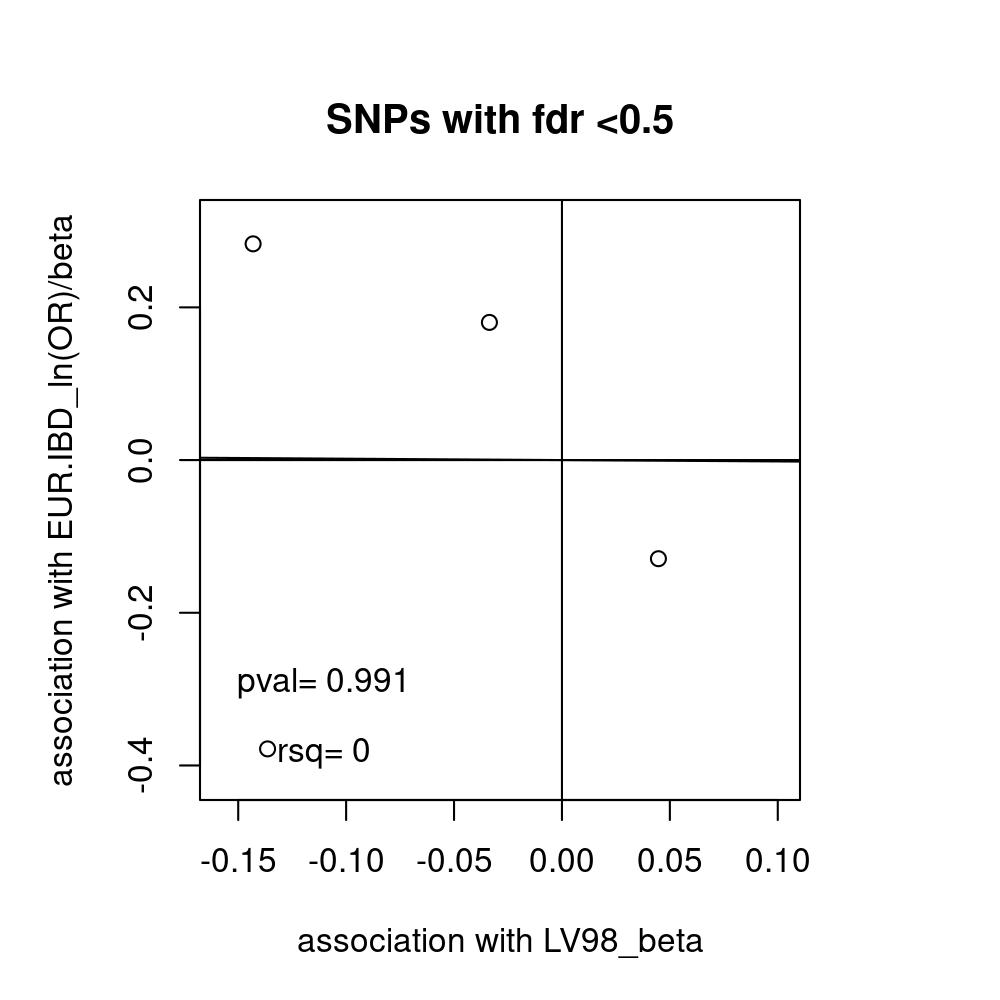 SNPs with fdr <0.5
association with EUR.IBD_ln(OR)/beta
0.2
0.0
-0.2
-0.4
pval= 0.991
rsq= 0
-0.15 -0.10 -0.05 0.00 0.05 0.10
association with LV98_beta